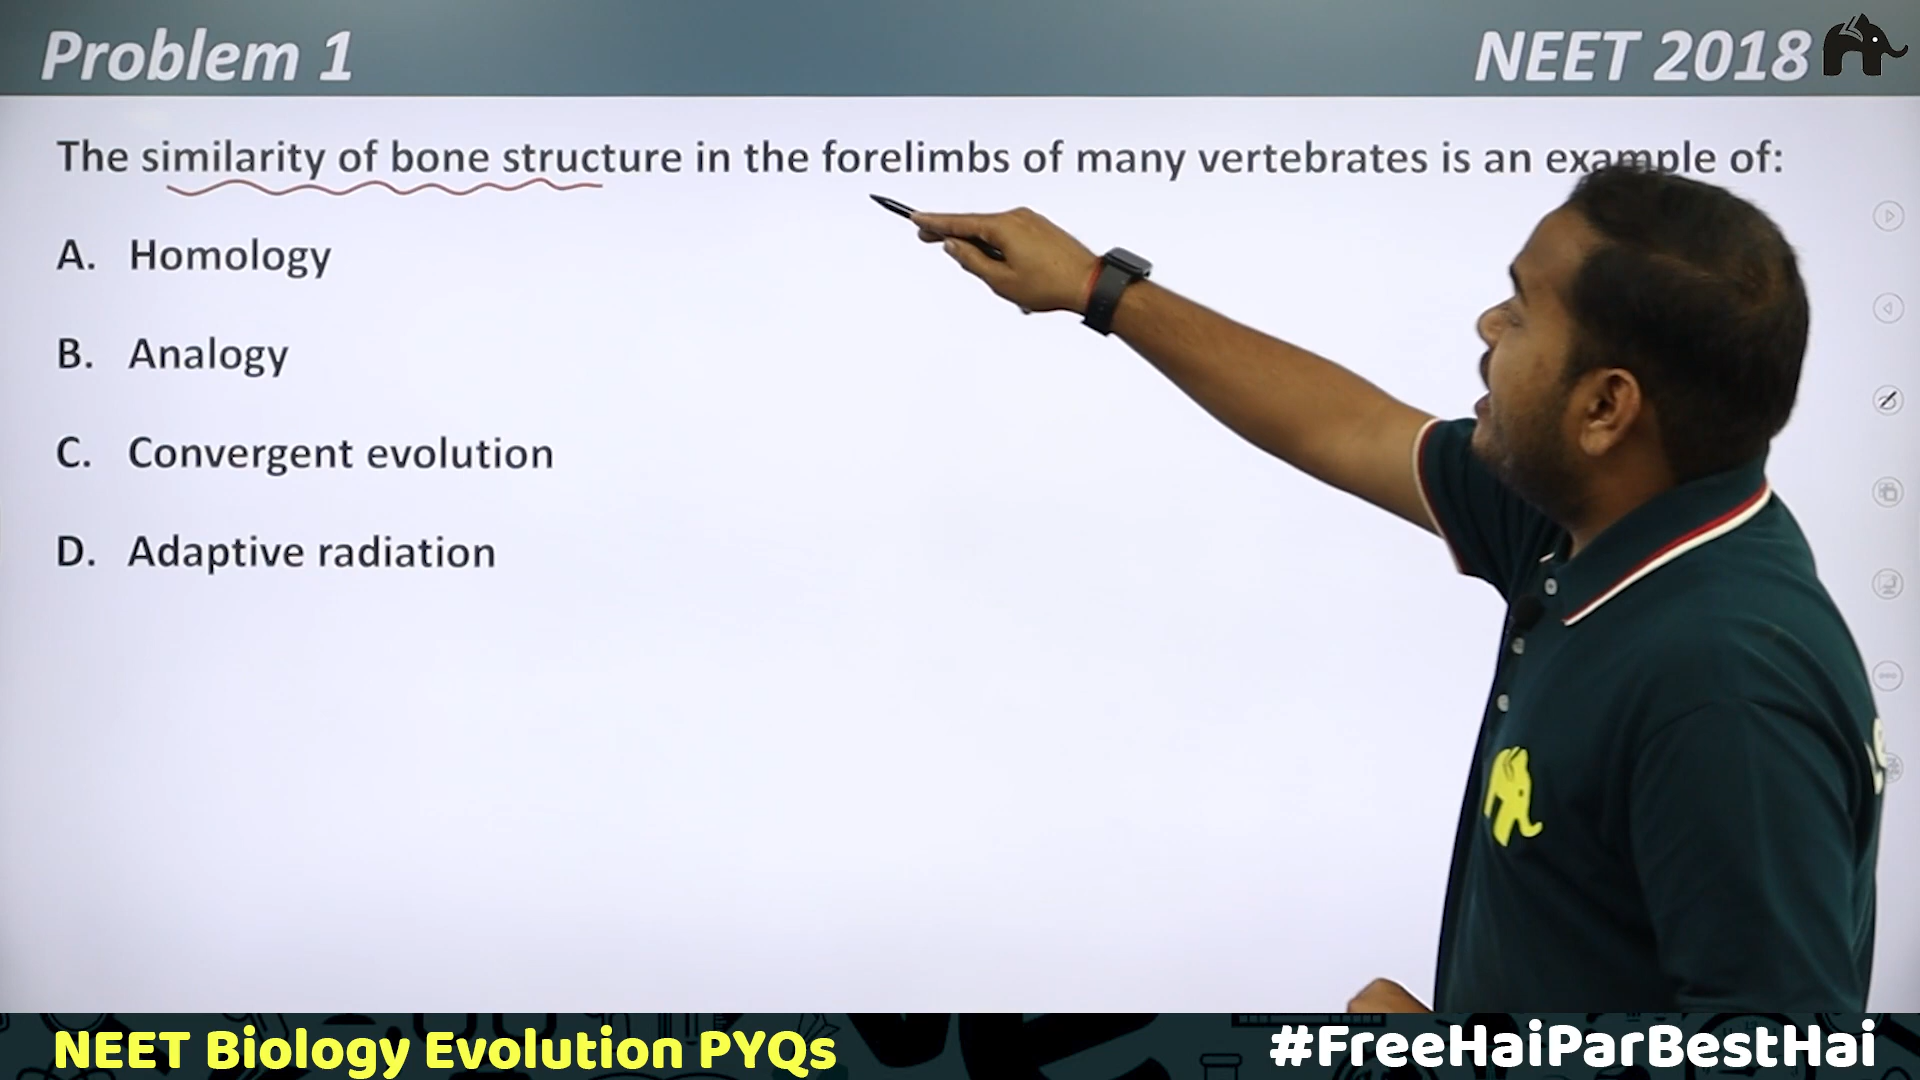 Problem 1
NEET 2018
The similarity of bone structure in the forelimbs of many vertebrates is an example of:
A. Homology
B. Analogy
C. Convergent evolution
D. Adaptive radiation
NEET Biology Evolution PYQs
#FreeHaiParBestHai